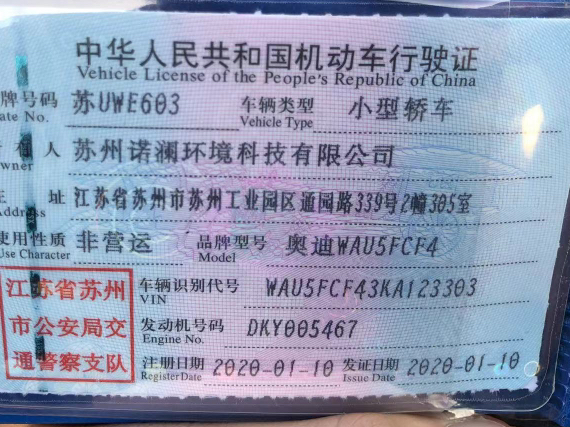 中华人民共和国机动车行驶证
Vehicle License of the People's Republic of China
牌号码 苏UWE603 车辆类型 小型轿车
ate No. Vehicle Type
有人 苏州诺澜环境科技有限公司
wner
址 江苏省苏州市苏州工业园区通园路339号2幢305室
Address
使用性质 非营运 品牌型号 奥迪WAU5FCF4
Use Character Model
江苏省苏州
市公安局交
通警察支队
车辆识别代号 WAU5FCF43KA123303
VIN
发动机号码 DKY005467
Engine No.
注册日期 2020-01-10 发证日期 2020-01-10
Register Date Issue Date